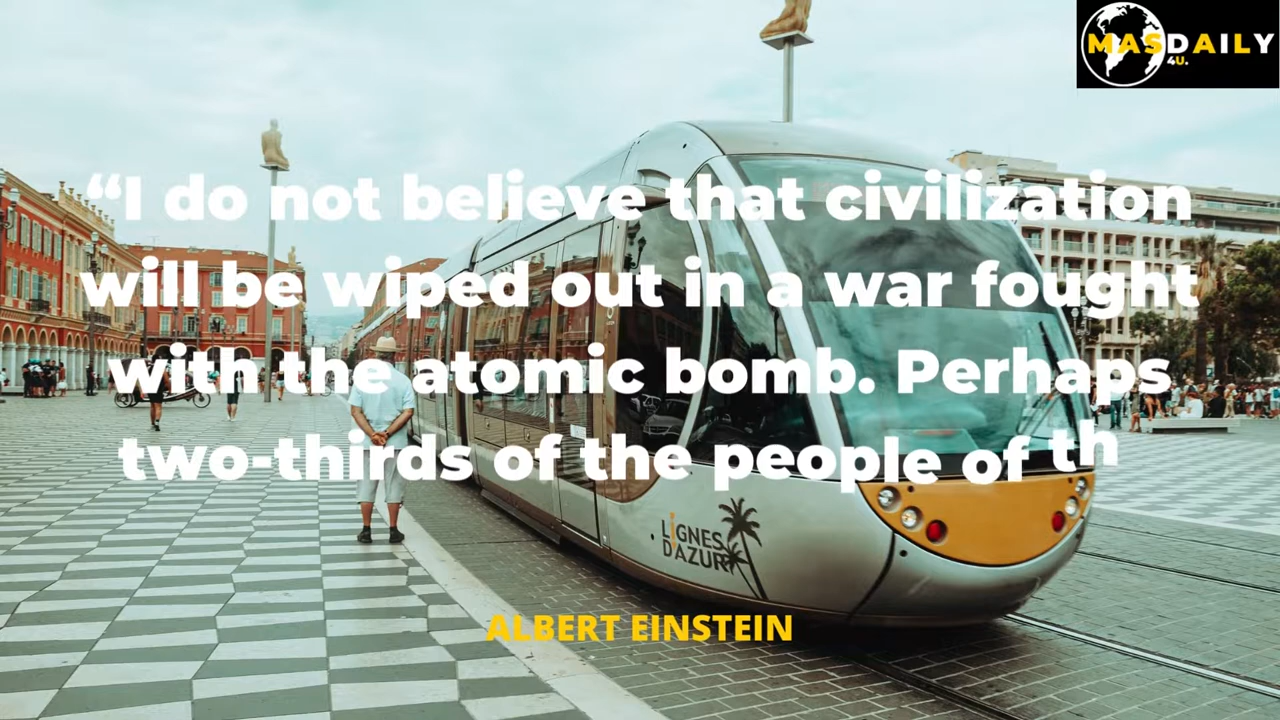 MASDAILY
4U.
“I do not believe that civilization
will be wiped out in a war fought
with the atomic bomb. Perhaps
two-thirds of the people of th
LiGNES
D'AZUR
ALBERT EINSTEIN